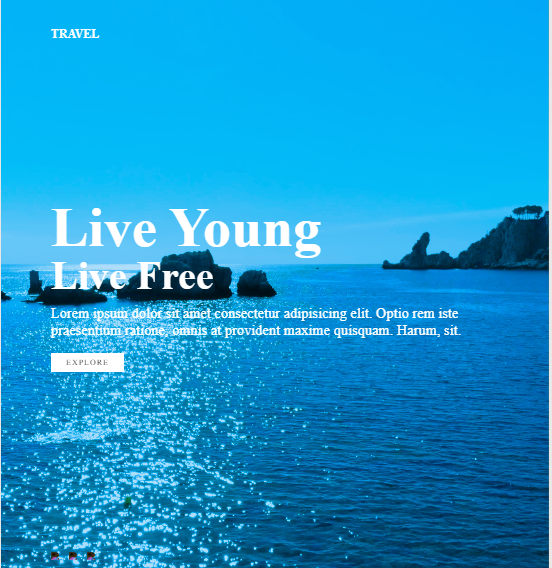 TRAVEL
Live Young
Live Free
Lorem ipsum dolor sit amet consectetur adipisicing elit. Optio rem iste
praesentium ratione, omnis at provident maxime quisquam. Harum, sit.
EXPLORE